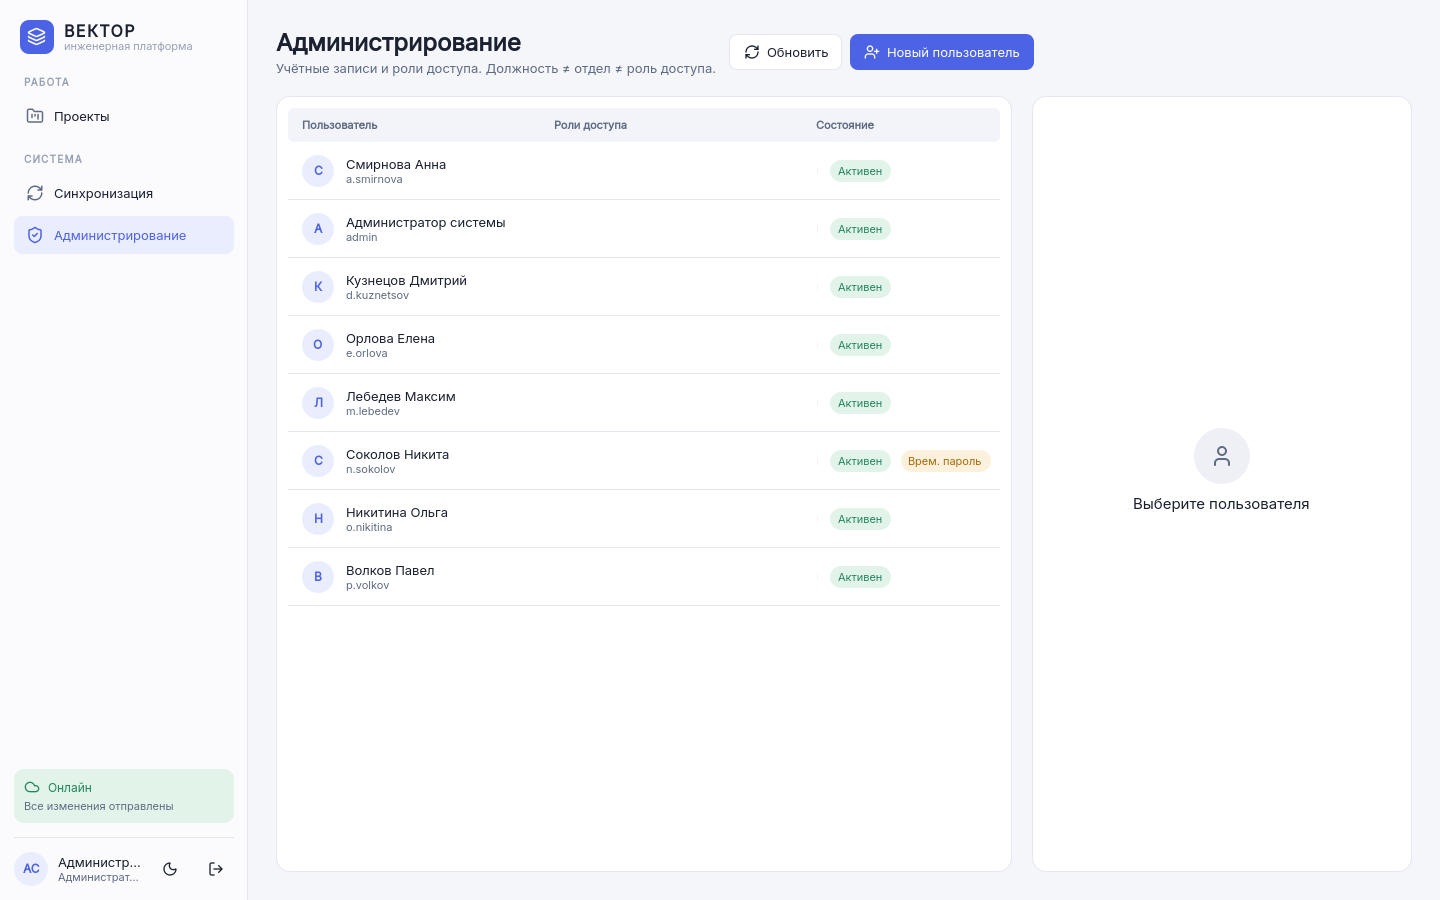 ВЕКТОР
инженерная платформа
РАБОТА
Проекты
СИСТЕМА
Синхронизация
Администрирование
Онлайн
Все изменения отправлены
АС
Администр...
Администрат...
Администрирование
Учётные записи и роли доступа. Должность ≠ отдел ≠ роль доступа.
Обновить
Новый пользователь
Пользователь Роли доступа Состояние
С Смирнова Анна Активен
a.smirnova
А Администратор системы Активен
admin
К Кузнецов Дмитрий Активен
d.kuznetsov
О Орлова Елена Активен
e.orlova
Л Лебедев Максим Активен
m.lebedev
С Соколов Никита Активен Врем. пароль
n.sokolov
Н Никитина Ольга Активен
o.nikitina
В Волков Павел Активен
p.volkov
Выберите пользователя